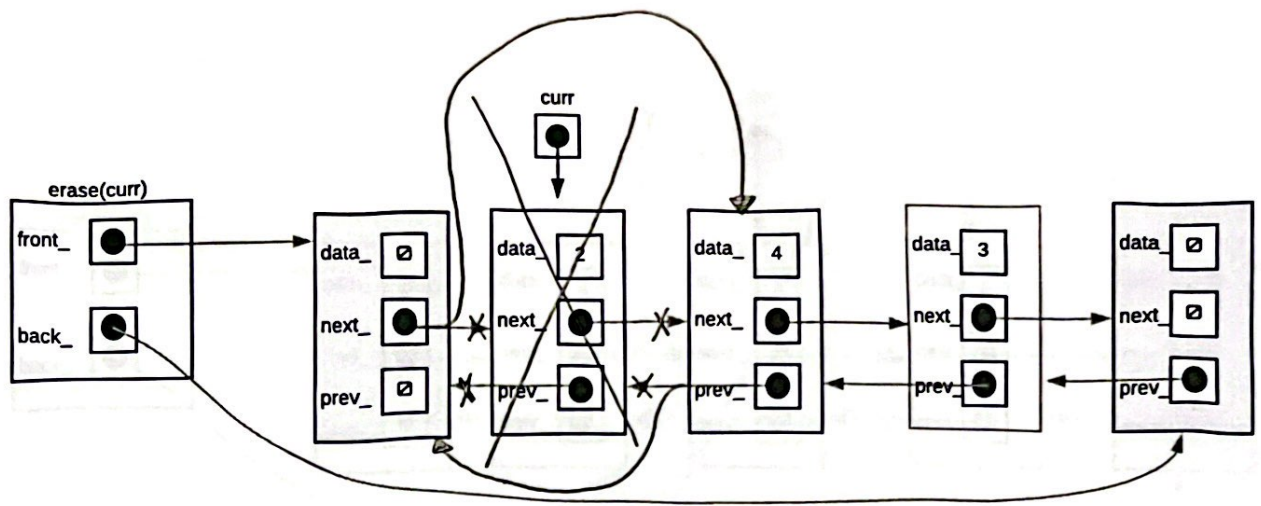 curr
erase(curr)
front_
back_
data_ Ø
next_
prev_ Ø
data_ 2
next_
prev_
data_ 4
next_
prev_
data_ 3
next_
prev_
data_ Ø
next_ Ø
prev_